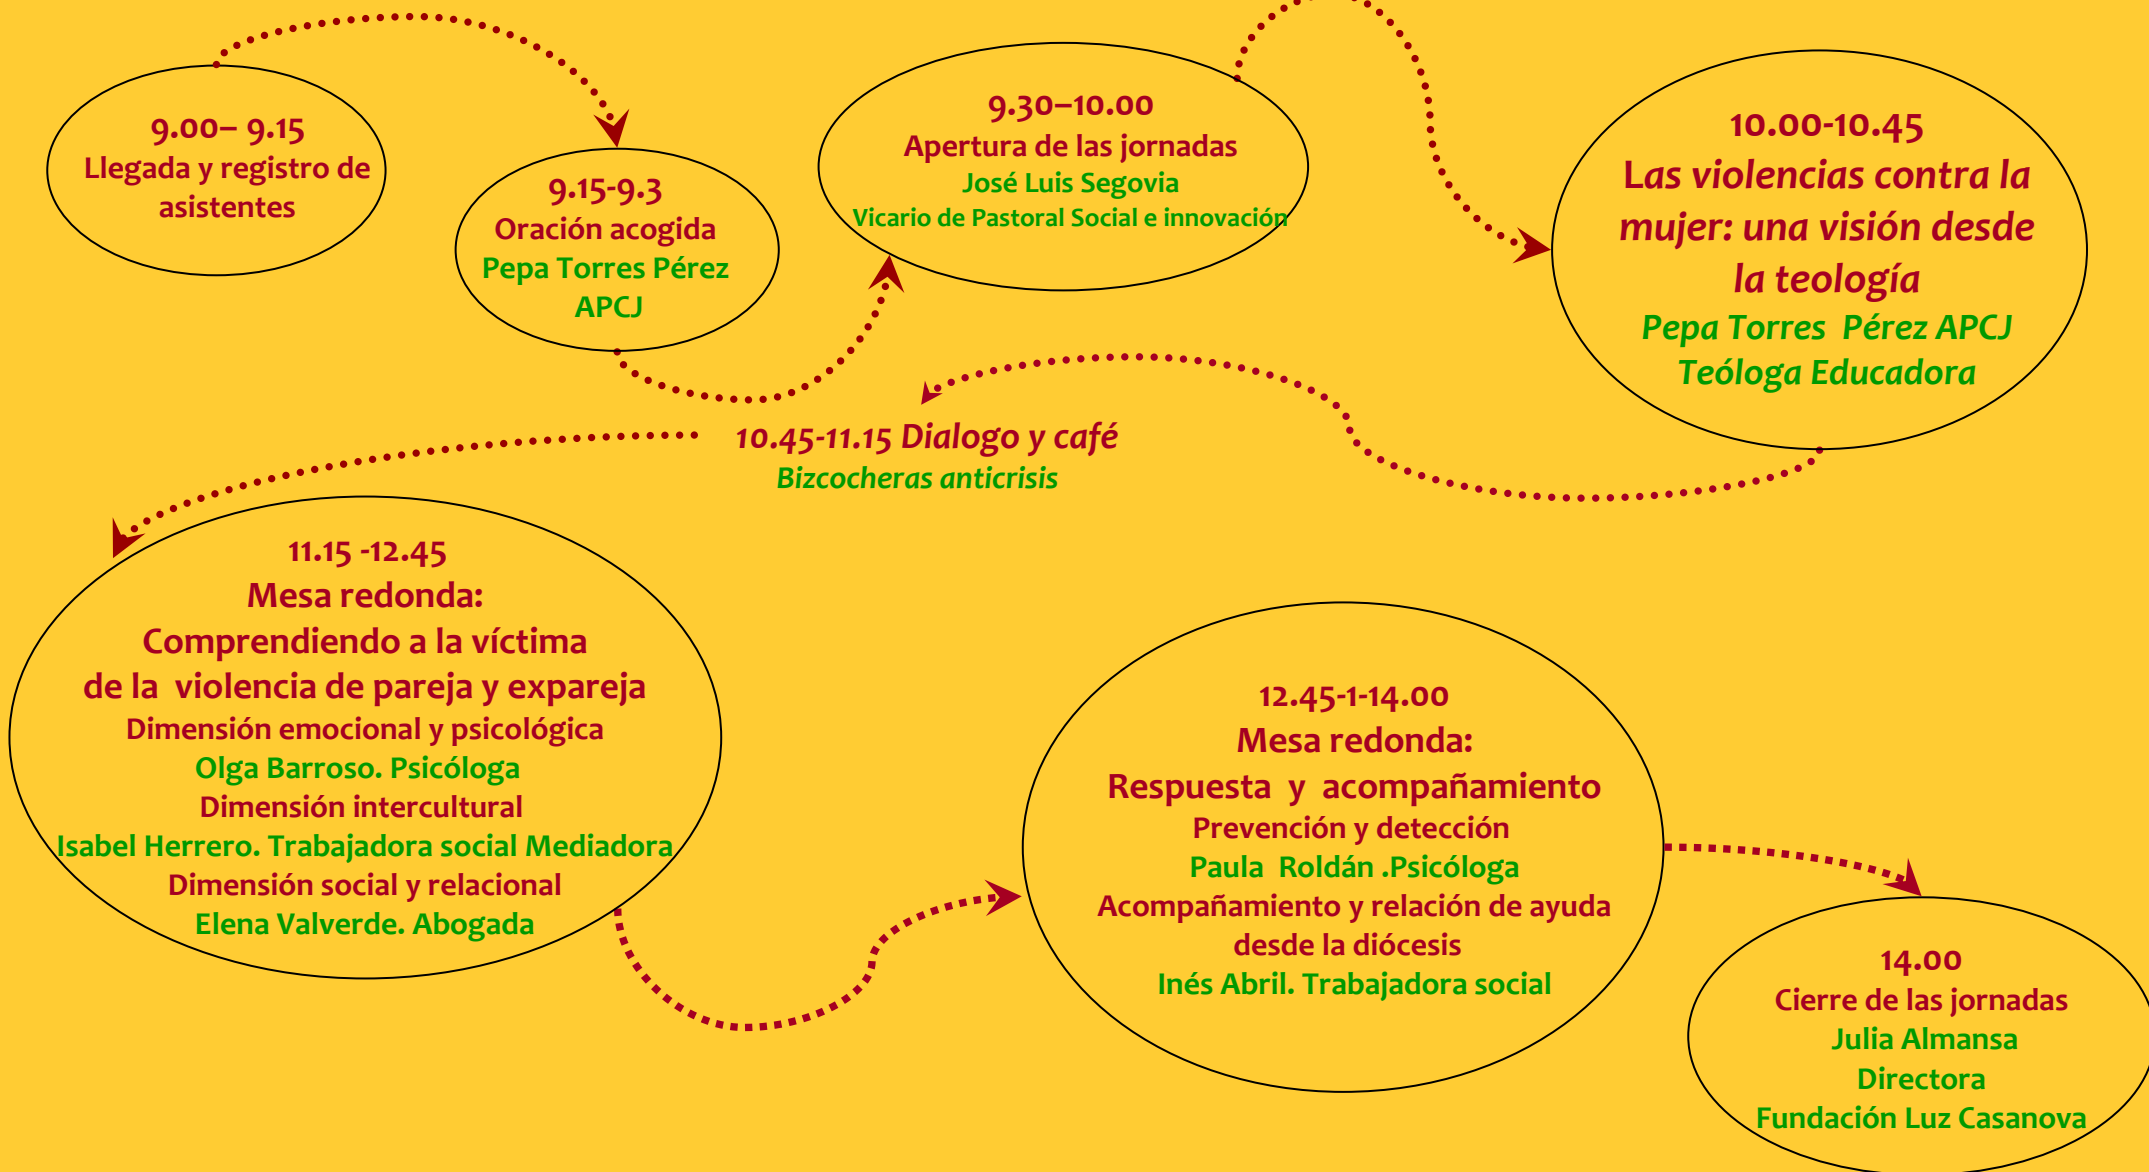 9.00– 9.15
Llegada y registro de
asistentes
9.15-9.3
Oración acogida
Pepa Torres Pérez
APCJ
9.30–10.00
Apertura de las jornadas
José Luis Segovia
Vicario de Pastoral Social e innovación
10.00-10.45
Las violencias contra la
mujer: una visión desde
la teología
Pepa Torres  Pérez APCJ
Teóloga Educadora
10.45-11.15 Dialogo y café
Bizcocheras anticrisis
11.15 -12.45
Mesa redonda:
Comprendiendo a la víctima
de la  violencia de pareja y expareja
Dimensión emocional y psicológica
Olga Barroso. Psicóloga
Dimensión intercultural
Isabel Herrero. Trabajadora social Mediadora
Dimensión social y relacional
Elena Valverde. Abogada
12.45-1-14.00
Mesa redonda:
Respuesta  y  acompañamiento
Prevención y detección
Paula  Roldán .Psicóloga
Acompañamiento y relación de ayuda
desde la diócesis
Inés Abril. Trabajadora social
14.00
Cierre de las jornadas
Julia Almansa
Directora
Fundación Luz Casanova